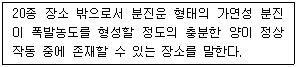 20종 장소 밖으로서 분진운 형태의 가연성 분진
이 폭발농도를 형성할 정도의 충분한 양이 정상
작동 중에 존재할 수 있는 장소를 말한다.